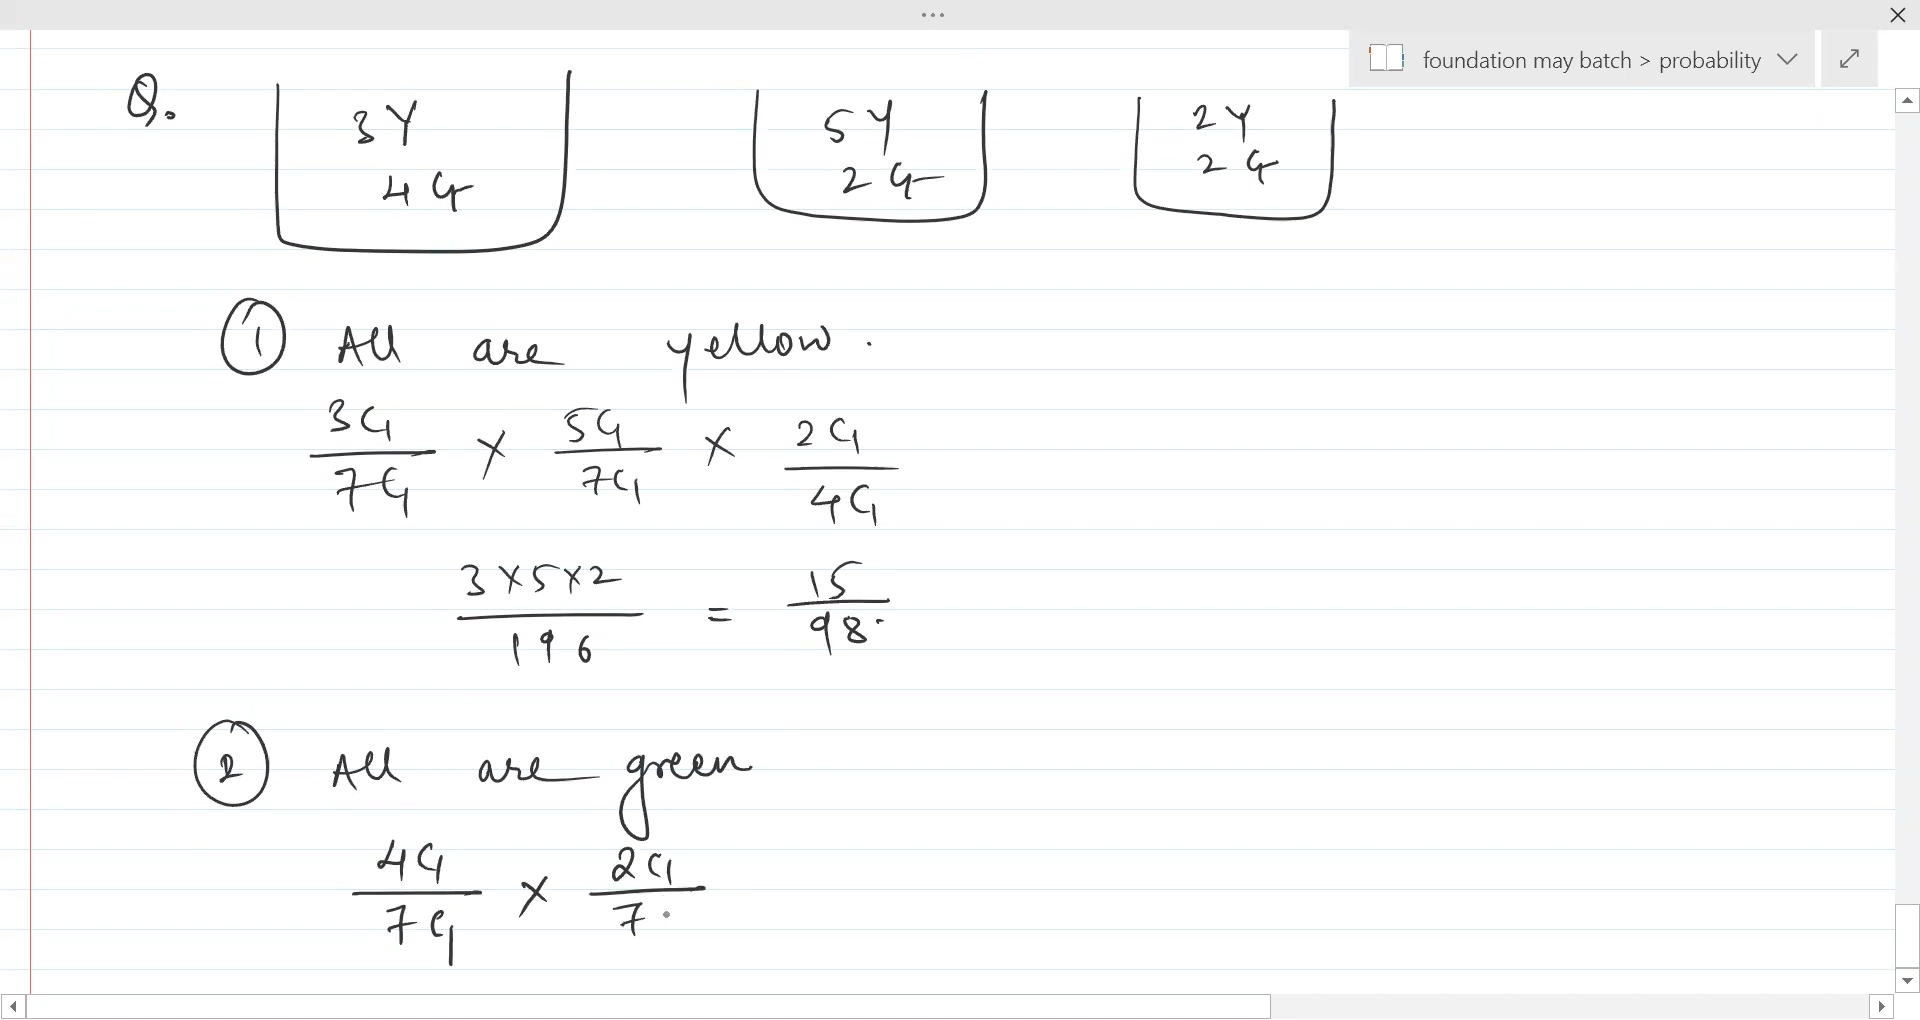 foundation may batch > probability
Q. 3Y 5Y 2Y
4G 2G 2G
① All are yellow.
3C₁/7C₁ × 5C₁/7C₁ × 2C₁/4C₁
3×5×2/196 = 15/98
② All are green
4C₁/7C₁ × 2C₁/7